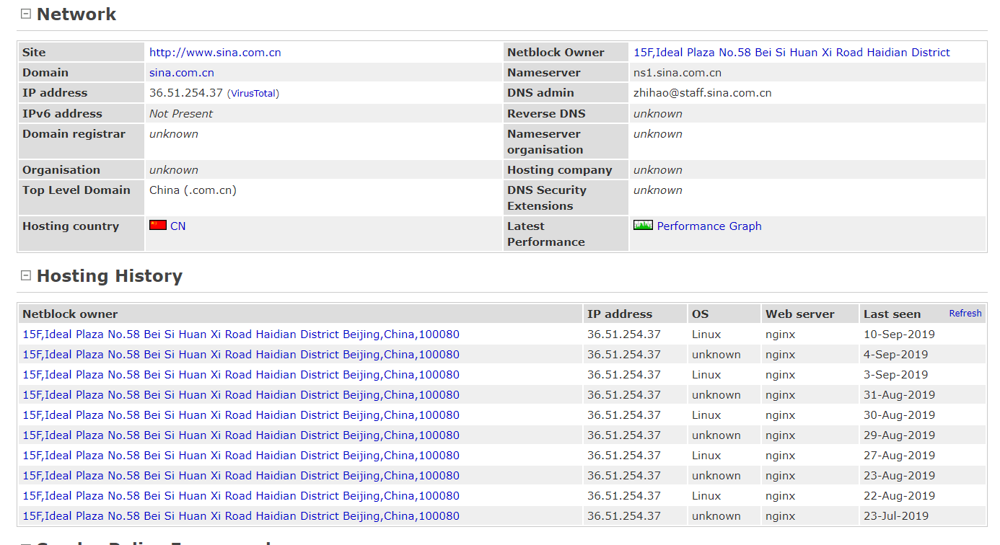 Network
Site http://www.sina.com.cn Netblock Owner 15F,Ideal Plaza No.58 Bei Si Huan Xi Road Haidian District
Domain sina.com.cn Nameserver ns1.sina.com.cn
IP address 36.51.254.37 (VirusTotal) DNS admin zhihao@staff.sina.com.cn
IPv6 address Not Present Reverse DNS unknown
Domain registrar unknown Nameserver unknown
organisation
Organisation unknown Hosting company unknown
Top Level Domain China (.com.cn) DNS Security unknown
Extensions
Hosting country CN Latest Performance Graph
Performance
Hosting History
Netblock owner IP address OS Web server Last seen Refresh
15F,Ideal Plaza No.58 Bei Si Huan Xi Road Haidian District Beijing,China,100080 36.51.254.37 Linux nginx 10-Sep-2019
15F,Ideal Plaza No.58 Bei Si Huan Xi Road Haidian District Beijing,China,100080 36.51.254.37 unknown nginx 4-Sep-2019
15F,Ideal Plaza No.58 Bei Si Huan Xi Road Haidian District Beijing,China,100080 36.51.254.37 Linux nginx 3-Sep-2019
15F,Ideal Plaza No.58 Bei Si Huan Xi Road Haidian District Beijing,China,100080 36.51.254.37 unknown nginx 31-Aug-2019
15F,Ideal Plaza No.58 Bei Si Huan Xi Road Haidian District Beijing,China,100080 36.51.254.37 Linux nginx 30-Aug-2019
15F,Ideal Plaza No.58 Bei Si Huan Xi Road Haidian District Beijing,China,100080 36.51.254.37 unknown nginx 29-Aug-2019
15F,Ideal Plaza No.58 Bei Si Huan Xi Road Haidian District Beijing,China,100080 36.51.254.37 Linux nginx 27-Aug-2019
15F,Ideal Plaza No.58 Bei Si Huan Xi Road Haidian District Beijing,China,100080 36.51.254.37 unknown nginx 23-Aug-2019
15F,Ideal Plaza No.58 Bei Si Huan Xi Road Haidian District Beijing,China,100080 36.51.254.37 Linux nginx 22-Aug-2019
15F,Ideal Plaza No.58 Bei Si Huan Xi Road Haidian District Beijing,China,100080 36.51.254.37 unknown nginx 23-Jul-2019